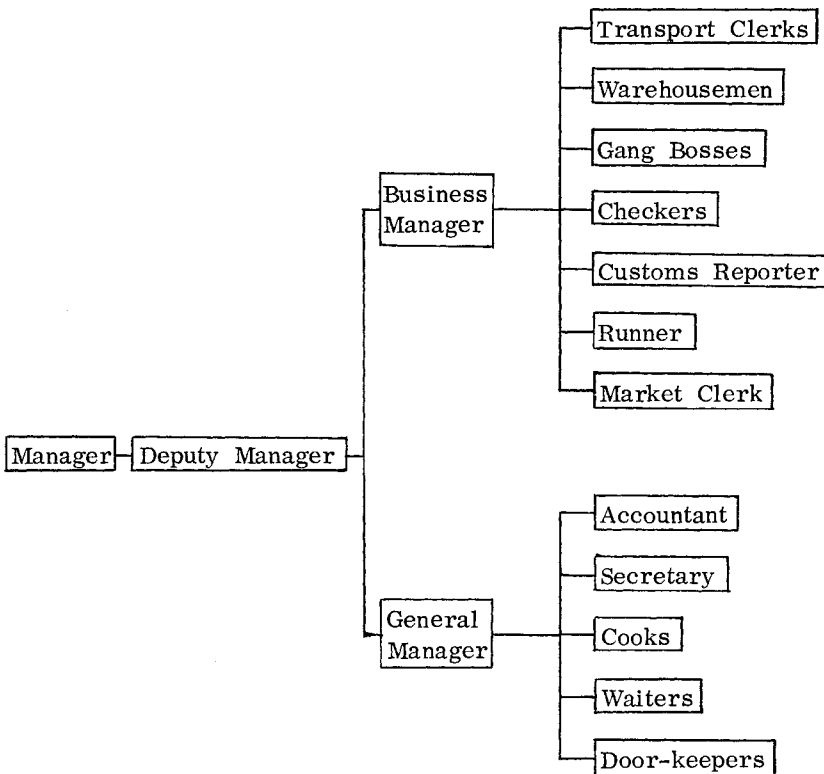 Transport Clerks
Warehousemen
Gang Bosses
Business
Manager
Checkers
Customs Reporter
Runner
Market Clerk
Manager
Deputy Manager
Accountant
Secretary
General
Manager
Cooks
Waiters
Door-keepers